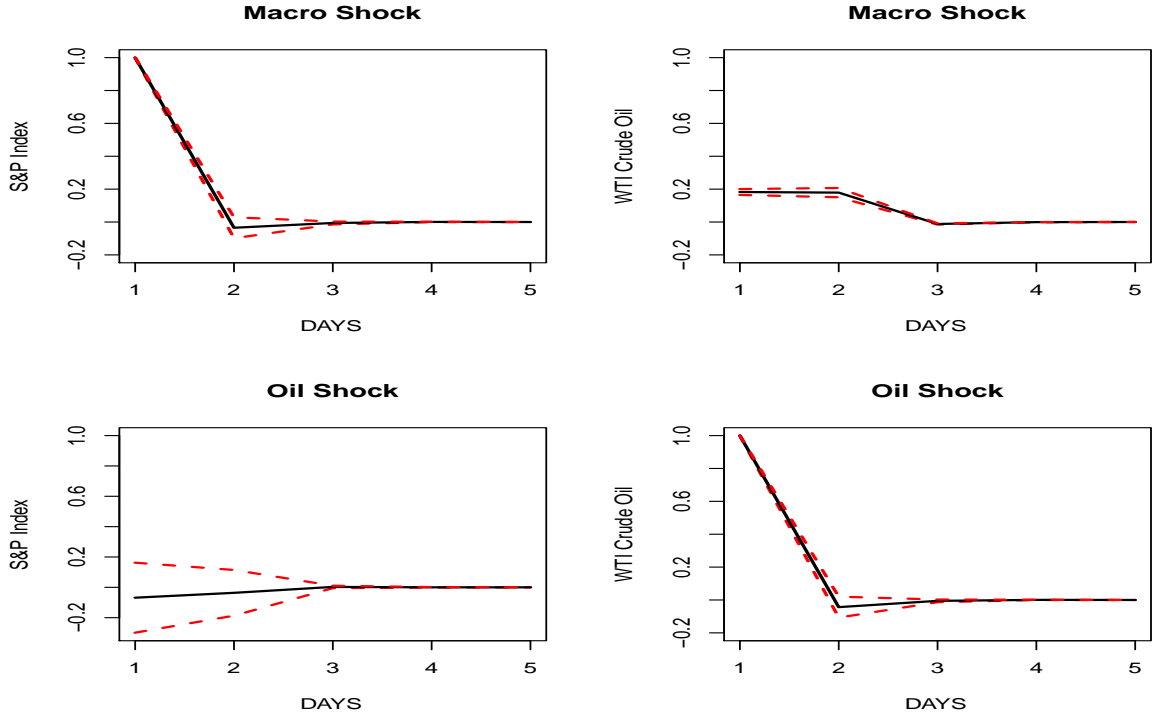 Macro Shock
S&P Index
1.0
0.6
0.2
−0.2
1 2 3 4 5
DAYS
Macro Shock
WTI Crude Oil
1.0
0.6
0.2
−0.2
1 2 3 4 5
DAYS
Oil Shock
S&P Index
1.0
0.6
0.2
−0.2
1 2 3 4 5
DAYS
Oil Shock
WTI Crude Oil
1.0
0.6
0.2
−0.2
1 2 3 4 5
DAYS